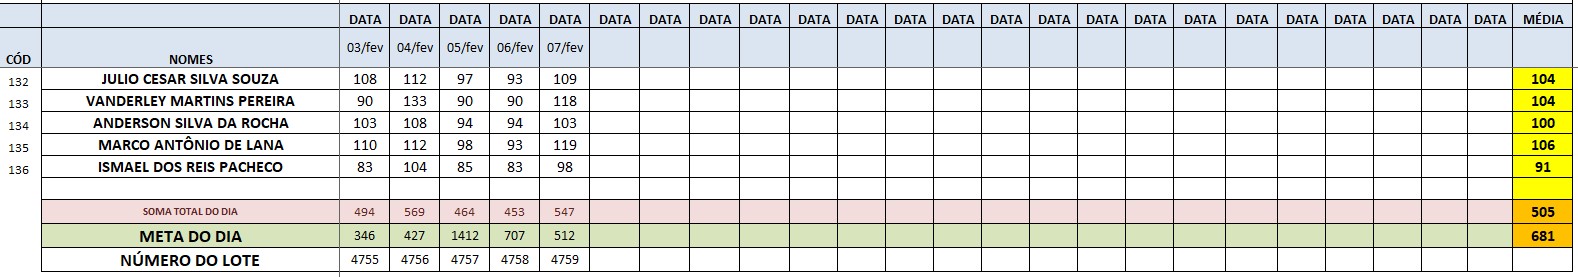 DATA DATA DATA DATA DATA DATA DATA DATA DATA DATA DATA DATA DATA DATA DATA DATA DATA DATA DATA DATA DATA DATA DATA MÉDIA
CÓD NOMES 03/fev 04/fev 05/fev 06/fev 07/fev
132 JULIO CESAR SILVA SOUZA 108 112 97 93 109 104
133 VANDERLEY MARTINS PEREIRA 90 133 90 90 118 104
134 ANDERSON SILVA DA ROCHA 103 108 94 94 103 100
135 MARCO ANTÔNIO DE LANA 110 112 98 93 119 106
136 ISMAEL DOS REIS PACHECO 83 104 85 83 98 91
SOMA TOTAL DO DIA 494 569 464 453 547 505
META DO DIA 346 427 1412 707 512 681
NÚMERO DO LOTE 4755 4756 4757 4758 4759